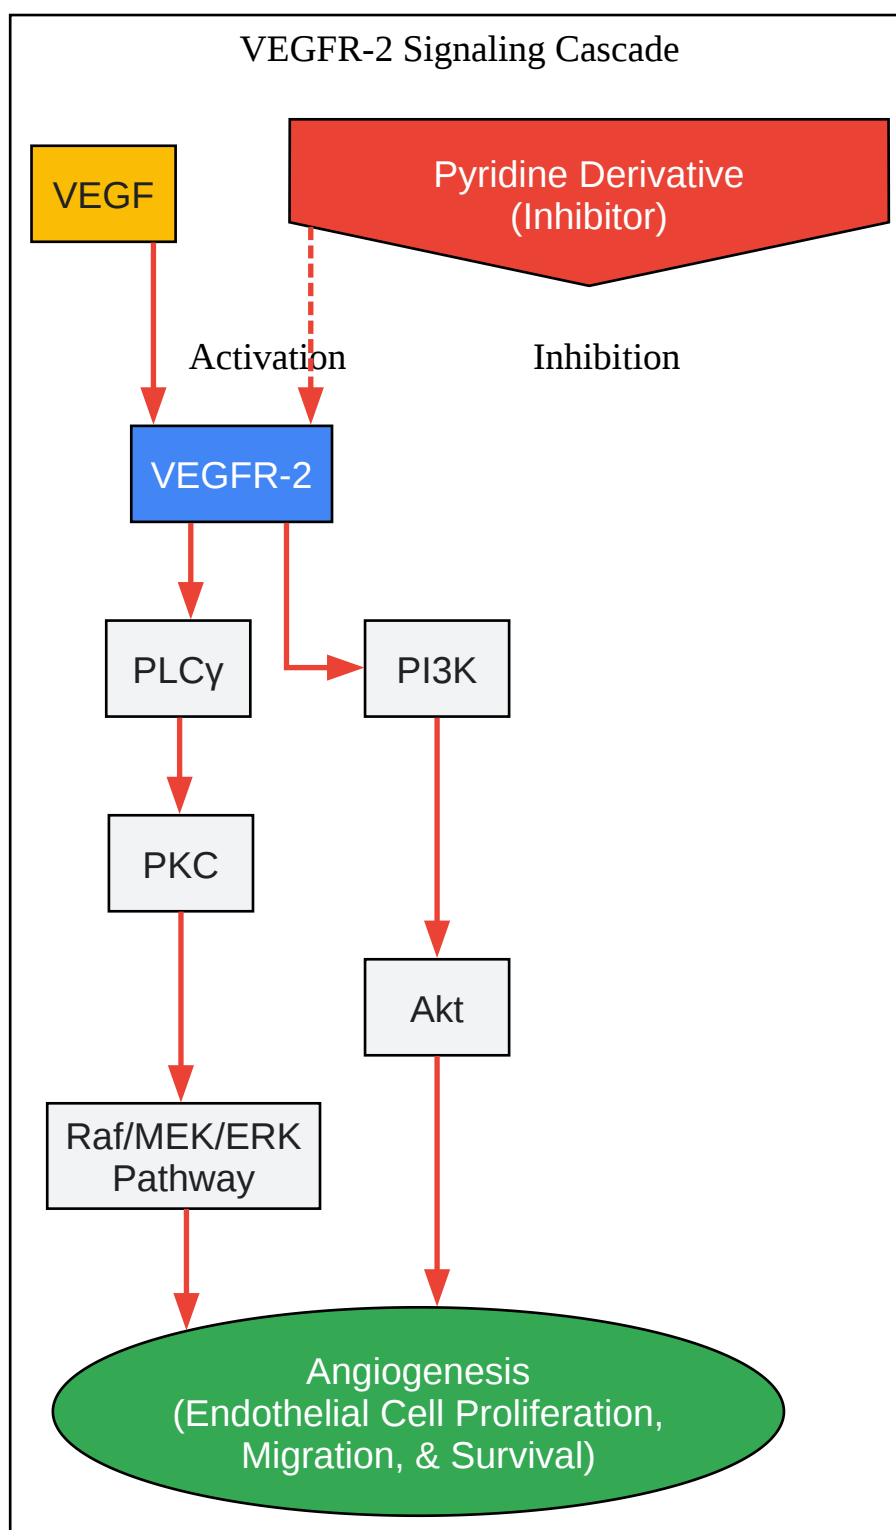 VEGFR-2 Signaling Cascade
VEGF
Pyridine Derivative
(Inhibitor)
Activation
Inhibition
VEGFR-2
PLCγ
PI3K
PKC
Akt
Raf/MEK/ERK
Pathway
Angiogenesis
(Endothelial Cell Proliferation,
Migration, & Survival)